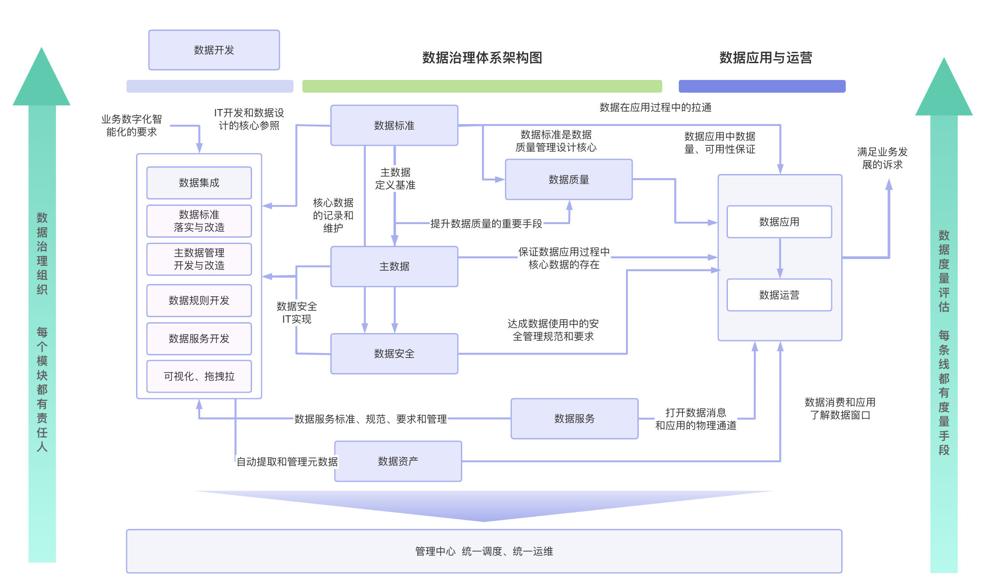 数据开发
数据治理体系架构图
数据应用与运营
业务数字化智
能化的要求
IT开发和数据设
计的核心参照
数据标准
数据在应用过程中的拉通
数据标准是数据
质量管理设计核心
数据应用中数据
量、可用性保证
满足业务发
展的诉求
数据集成
数据标准
落实与改造
主数据管理
开发与改造
数据规则开发
数据服务开发
可视化、拖拽拉
主数据
定义基准
数据质量
核心数据
的记录和
维护
提升数据质量的重要手段
数据应用
主数据
保证数据应用过程中
核心数据的存在
数据运营
数据安全
IT实现
达成数据使用中的安
全管理规范和要求
数据安全
数据服务标准、规范、要求和管理
数据服务
打开数据消息
和应用的物理通道
数据消费和应用
了解数据窗口
自动提取和管理元数据
数据资产
管理中心 统一调度、统一运维
数据治理组织 每个模块都有责任人
数据度量评估 每条线都有度量手段